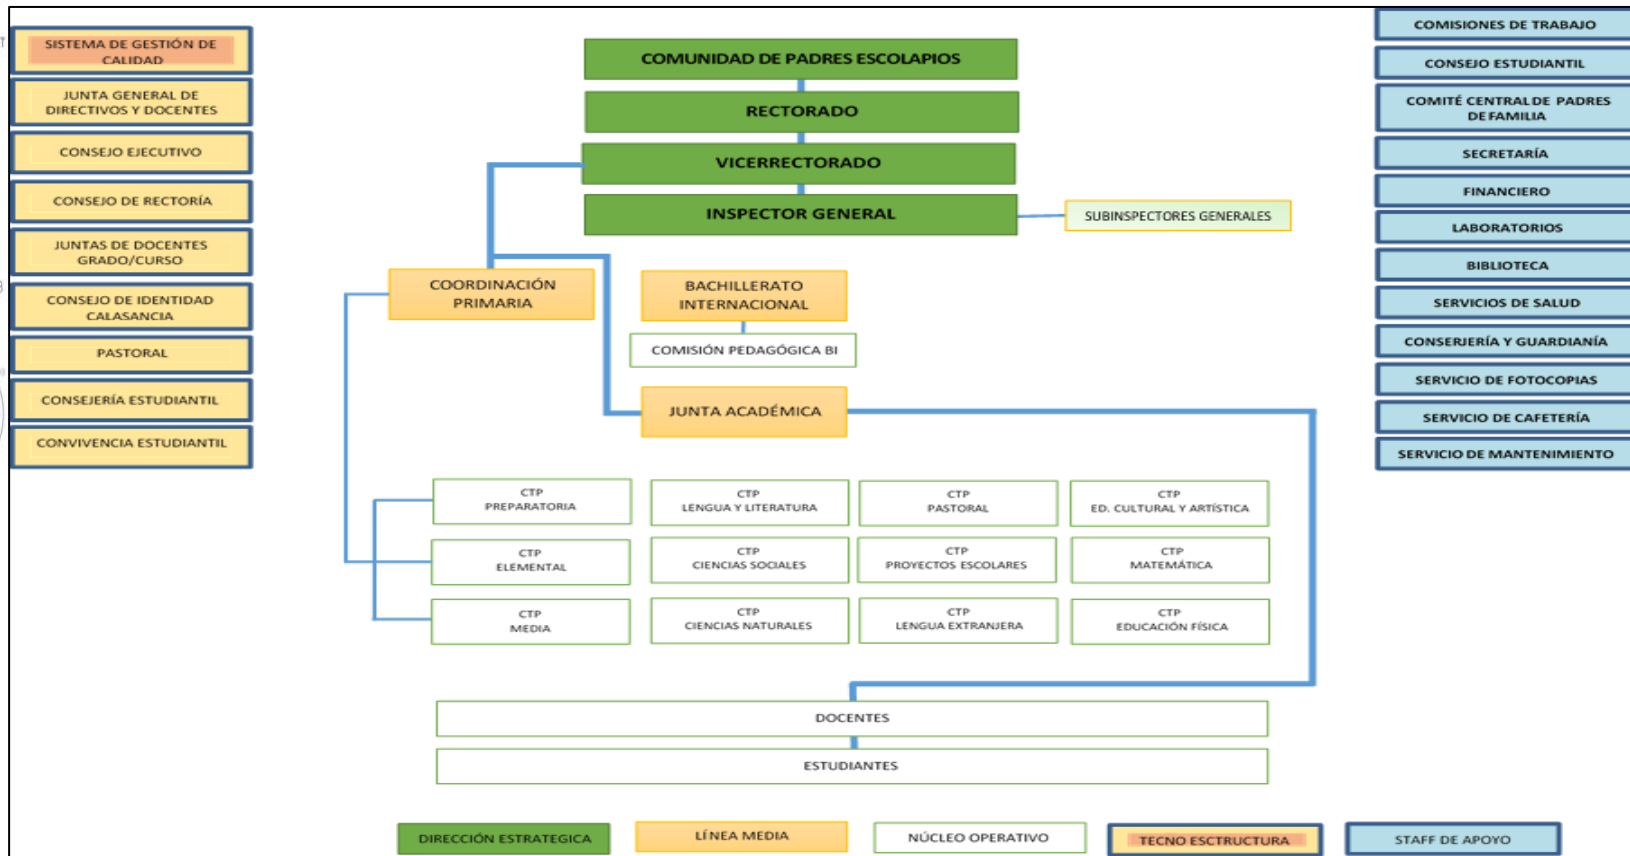 SISTEMA DE GESTIÓN DE
CALIDAD
JUNTA GENERAL DE
DIRECTIVOS Y DOCENTES
CONSEJO EJECUTIVO
CONSEJO DE RECTORÍA
JUNTAS DE DOCENTES
GRADO/CURSO
CONSEJO DE IDENTIDAD
CALASANCIA
PASTORAL
CONSEJERÍA ESTUDIANTIL
CONVIVENCIA ESTUDIANTIL
COMUNIDAD DE PADRES ESCOLAPIOS
RECTORADO
VICERRECTORADO
INSPECTOR GENERAL
SUBINSPECTORES GENERALES
COORDINACIÓN
PRIMARIA
BACHILLERATO
INTERNACIONAL
COMISIÓN PEDAGÓGICA BI
JUNTA ACADÉMICA
CTP
PREPARATORIA
CTP
LENGUA Y LITERATURA
CTP
PASTORAL
CTP
ED. CULTURAL Y ARTÍSTICA
CTP
ELEMENTAL
CTP
CIENCIAS SOCIALES
CTP
PROYECTOS ESCOLARES
CTP
MATEMÁTICA
CTP
MEDIA
CTP
CIENCIAS NATURALES
CTP
LENGUA EXTRANJERA
CTP
EDUCACIÓN FÍSICA
DOCENTES
ESTUDIANTES
COMISIONES DE TRABAJO
CONSEJO ESTUDIANTIL
COMITÉ CENTRAL DE PADRES
DE FAMILIA
SECRETARÍA
FINANCIERO
LABORATORIOS
BIBLIOTECA
SERVICIOS DE SALUD
CONSERJERÍA Y GUARDIANÍA
SERVICIO DE FOTOCOPIAS
SERVICIO DE CAFETERÍA
SERVICIO DE MANTENIMIENTO
DIRECCIÓN ESTRATEGICA
LÍNEA MEDIA
NÚCLEO OPERATIVO
TECNO ESCTRUCTURA
STAFF DE APOYO